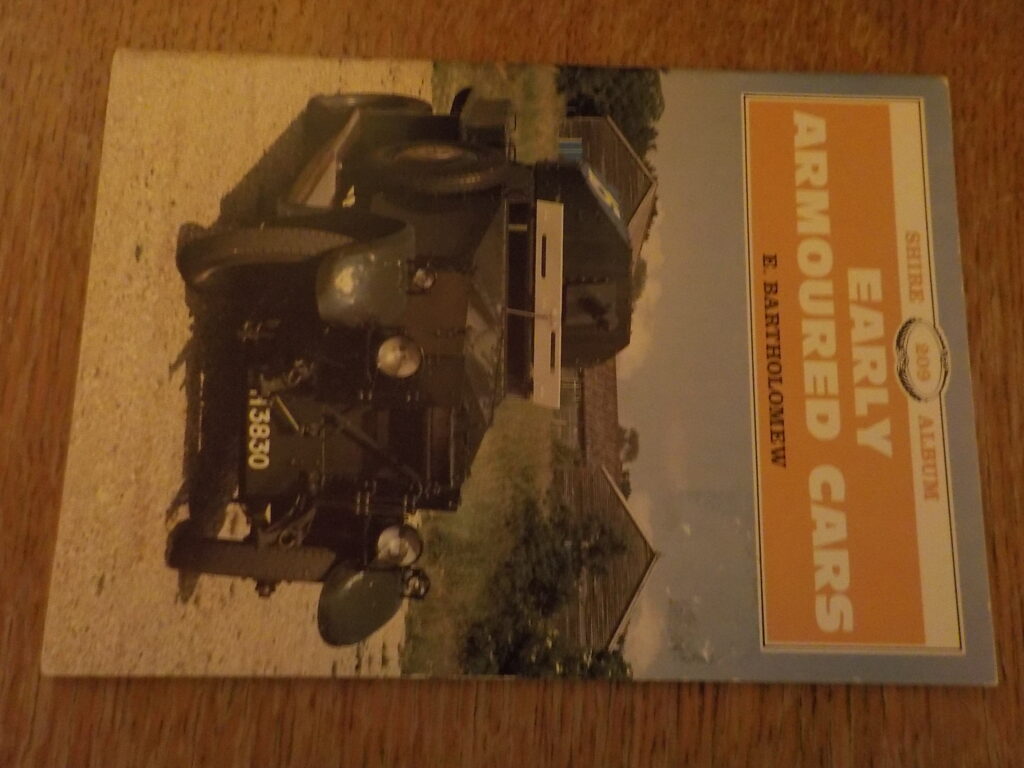 SHIRE 209 ALBUM
EARLY
ARMOURED CARS
E. BARTHOLOMEW
13830